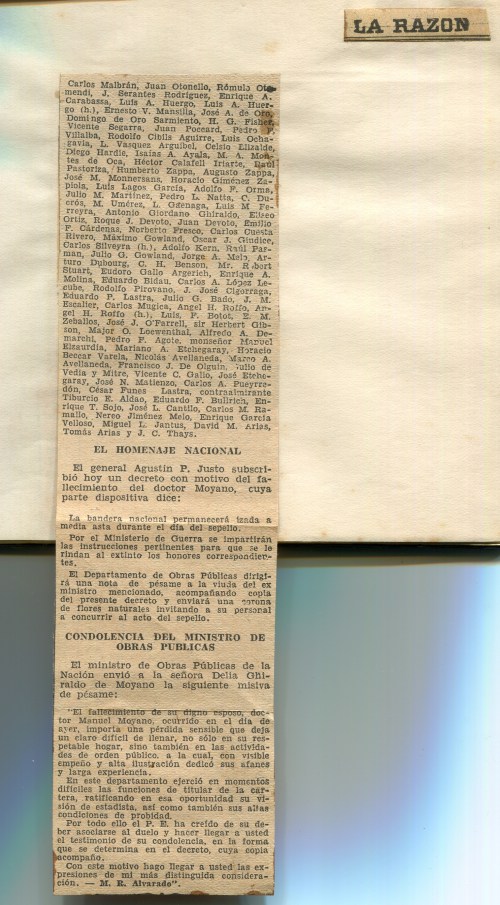 LA RAZON
Carlos Malbrán, Juan Otonello, Rómulo Ota-
mendi, J. Serantes Rodríguez, Enrique A.
Carabassa, Luis A. Huergo, Luis A. Huer-
go (h.), Ernesto V. Mansilla, José A. de Oro,
Domingo de Oro Sarmiento, H. G. Fisher,
Vicente Segarra, Juan Poccard, Pedro F.
Villalba, Rodolfo Cibils Aguirre, Luis Ocha-
gavía, L. Vasquez Arguibel, Celsio Elizalde,
Diego Hardie, Isaías A. Ayala, M. A. Mon-
tes de Oca, Héctor Calafell Iriarte, Raúl
Pastoriza, Humberto Zappa, Augusto Zappa,
José M. Monnersans, Horacio Giménez Za-
piola, Luis Lagos García, Adolfo F. Orma,
Julio M. Martínez, Pedro L. Natta, C. Du-
crós, M. Umérez, L. Gaenaga, Luis M Fe-
rreyra, Antonio Giordano Ghiraldo, Eliseo
Ortiz, Roque J. Devoto, Juan Devoto, Emilio
F. Cárdenas, Norberto Fresco, Carlos Cuesta
Rivero, Máximo Gowland, Oscar J. Giudice,
Carlos Silveyra (h.), Adolfo Kern, Raúl Far-
man, Julio G. Gowland, Jorge A. Melo, Ar-
turo Dubourg, C. H. Benson, Mr. Robert
Stuart, Eudoro Gallo Argerich, Enrique A.
Molina, Eduardo Bidau, Carlos A. López Le-
cube, Rodolfo Pirovano, J. José Cigorraga,
Eduardo P. Lastra, Julio G. Bado, J. M.
Escalier, Carlos Mugica, Angel H. Roffo, An-
gel H. Roffo (h.), Luis F. Botot, E. M.
Zeballos, José J. O'Farrell, sir Herbert Gib-
son, Major O. Loewenthal, Alfredo A. De-
marchi, Pedro F. Agote, monseñor Manuel
Elzaurdia, Mariano A. Etchegaray, Horacio
Beccar Varela, Nicolás Avellaneda, Marco A.
Avellaneda, Francisco J. De Olguin, Julio de
Vedia y Mitre, Vicente C. Gallo, José Etche-
garay, José N. Matienzo, Carlos A. Pueyrre-
dón, César Funes Lastra, contraalmirante
Tiburcio E. Aldao, Eduardo F. Bullrich, En-
rique T. Sojo, José L. Cantilo, Carlos M. Ra-
mallo, Nereo Jiménez Melo, Enrique García
Velloso, Miguel L. Jantus, David M. Arias,
Tomás Arias y J. C. Thays.
EL HOMENAJE NACIONAL
El general Agustín P. Justo subscri-
bió hoy un decreto con motivo del fa-
llecimiento del doctor Moyano, cuya
parte dispositiva dice:
La bandera nacional permanecerá izada a
media asta durante el día del sepelio.
Por el Ministerio de Guerra se impartirán
las instrucciones pertinentes para que se le
rindan al extinto los honores correspondien-
tes.
El Departamento de Obras Públicas dirigi-
rá una nota de pésame a la viuda del ex
ministro mencionado, acompañando copia
del presente decreto y enviará una corona
de flores naturales invitando a su personal
a concurrir al acto del sepelio.
CONDOLENCIA DEL MINISTRO DE
OBRAS PUBLICAS
El ministro de Obras Públicas de la
Nación envió a la señora Delia Ghi-
raldo de Moyano la siguiente misiva
de pésame:
"El fallecimiento de su digno esposo, doc-
tor Manuel Moyano, ocurrido en el día de
ayer, importa una pérdida sensible que deja
un claro difícil de llenar, no sólo en su res-
petable hogar, sino también en las activida-
des de orden público, a la cual, con visible
empeño y alta ilustración dedicó sus afanes
y larga experiencia.
En este departamento ejerció en momentos
difíciles las funciones de titular de la car-
tera, ratificando en esa oportunidad su vi-
sión de estadista, así como también sus altas
condiciones de probidad.
Por todo ello el P. E. ha creído de su de-
ber asociarse al duelo y hacer llegar a usted
el testimonio de su condolencia, en la forma
que se determina en el decreto, cuya copia
acompaño.
Con este motivo hago llegar a usted las ex-
presiones de mi más distinguida considera-
ción. — M. R. Alvarado".